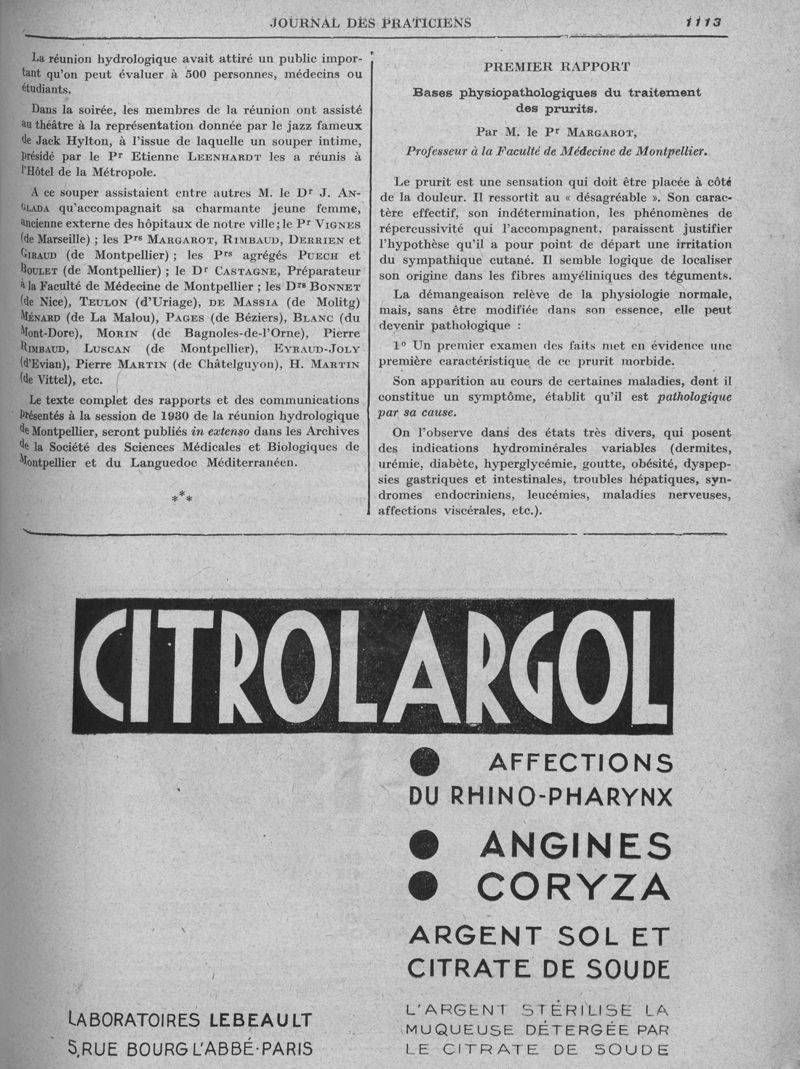 JOURNAL DES PRATICIENS
1113
La réunion hydrologique avait attiré un public impor-
tant qu'on peut évaluer à 500 personnes, médecins ou
étudiants.
Dans la soirée, les membres de la réunion ont assisté
au théâtre à la représentation donnée par le jazz fameux
de Jack Hylton, à l'issue de laquelle un souper intime,
présidé par le Pr Etienne LEENHARDT les a réunis à
l'Hôtel de la Métropole.
A ce souper assistaient entre autres M. le Dr J. AN-
GLADA qu'accompagnait sa charmante jeune femme,
ancienne externe des hôpitaux de notre ville; le Pr VIGNES
(de Marseille) ; les Prs MARGAROT, RIMBAUD, DERRIEN et
GIRAUD (de Montpellier) ; les Prs agrégés PUECH et
BOULET (de Montpellier) ; le Dr CASTAGNE, Préparateur
à la Faculté de Médecine de Montpellier ; les Drs BONNET
(de Nice), TEULON (d'Uriage), DE MASSIA (de Molitg)
MÉNARD (de La Malou), PAGES (de Béziers), BLANC (du
Mont-Dore), MORIN (de Bagnoles-de-l'Orne), Pierre
RIMBAUD, LUSCAN (de Montpellier), EYRAUD-JOLY
(d'Evian), Pierre MARTIN (de Châtelguyon), H. MARTIN
(de Vittel), etc.
Le texte complet des rapports et des communications
présentés à la session de 1930 de la réunion hydrologique
de Montpellier, seront publiés in extenso dans les Archives
de la Société des Sciences Médicales et Biologiques de
Montpellier et du Languedoc Méditerranéen.
***
PREMIER RAPPORT
Bases physiopathologiques du traitement
des prurits.
Par M. le Pr MARGAROT,
Professeur à la Faculté de Médecine de Montpellier.
Le prurit est une sensation qui doit être placée à côté
de la douleur. Il ressortit au « désagréable ». Son carac-
tère effectif, son indétermination, les phénomènes de
répercussivité qui l'accompagnent, paraissent justifier
l'hypothèse qu'il a pour point de départ une irritation
du sympathique cutané. Il semble logique de localiser
son origine dans les fibres amyéliniques des téguments.
La démangeaison relève de la physiologie normale,
mais, sans être modifiée dans son essence, elle peut
devenir pathologique :
1° Un premier examen des faits met en évidence une
première caractéristique de ce prurit morbide.
Son apparition au cours de certaines maladies, dont il
constitue un symptôme, établit qu'il est pathologique
par sa cause.
On l'observe dans des états très divers, qui posent
des indications hydrominérales variables (dermites,
urémie, diabète, hyperglycémie, goutte, obésité, dyspep-
sies gastriques et intestinales, troubles hépatiques, syn-
dromes endocriniens, leucémies, maladies nerveuses,
affections viscérales, etc.).
CITROLARGOL
● AFFECTIONS
DU RHINO-PHARYNX
● ANGINES
● CORYZA
ARGENT SOL ET
CITRATE DE SOUDE
LABORATOIRES LEBEAULT
5, RUE BOURG L'ABBÉ·PARIS
L'ARGENT STÉRILISE LA
MUQUEUSE DÉTERGÉE PAR
LE CITRATE DE SOUDE